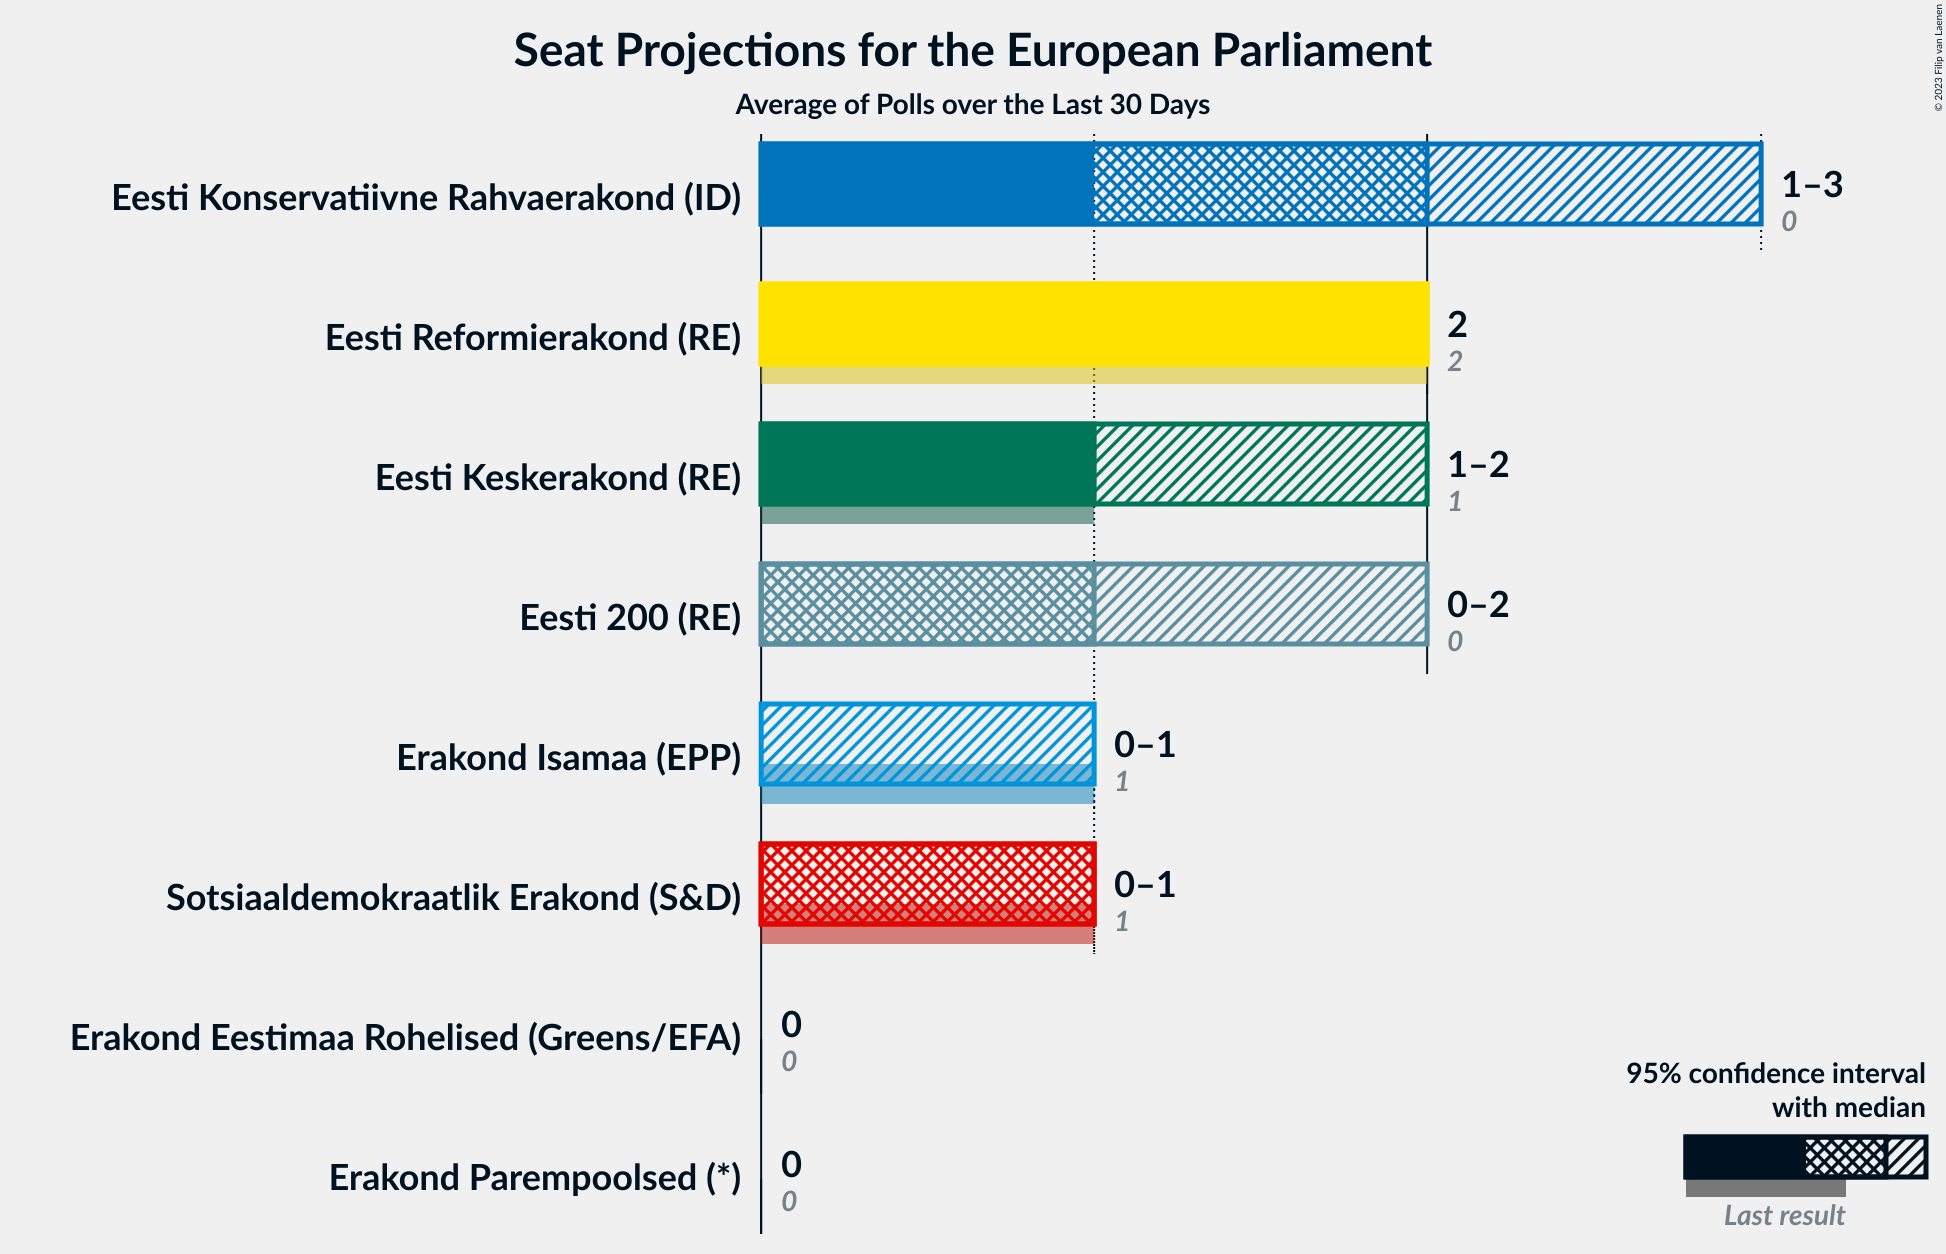 Seat Projections for the European Parliament
Average of Polls over the Last 30 Days
© 2023 Filip van Laenen
Eesti Konservatiivne Rahvaerakond (ID)
1–3
0
Eesti Reformierakond (RE)
2
2
Eesti Keskerakond (RE)
1–2
1
Eesti 200 (RE)
0–2
0
Erakond Isamaa (EPP)
0–1
1
Sotsiaaldemokraatlik Erakond (S&D)
0–1
1
Erakond Eestimaa Rohelised (Greens/EFA)
0
0
Erakond Parempoolsed (*)
0
0
95% confidence interval
with median
Last result